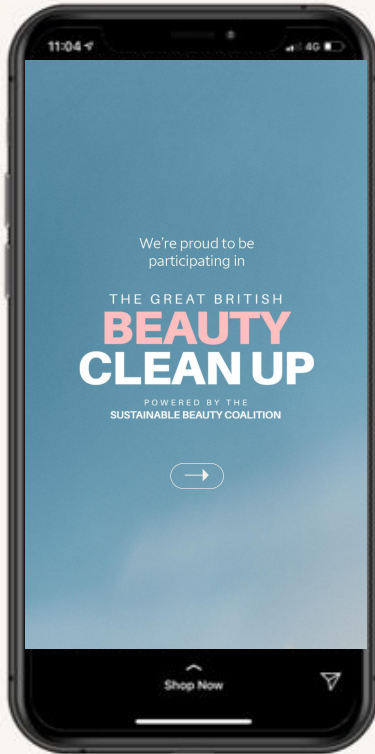 11:04
4G
We're proud to be
participating in
THE GREAT BRITISH
BEAUTY
CLEAN UP
POWERED BY THE
SUSTAINABLE BEAUTY COALITION
Shop Now